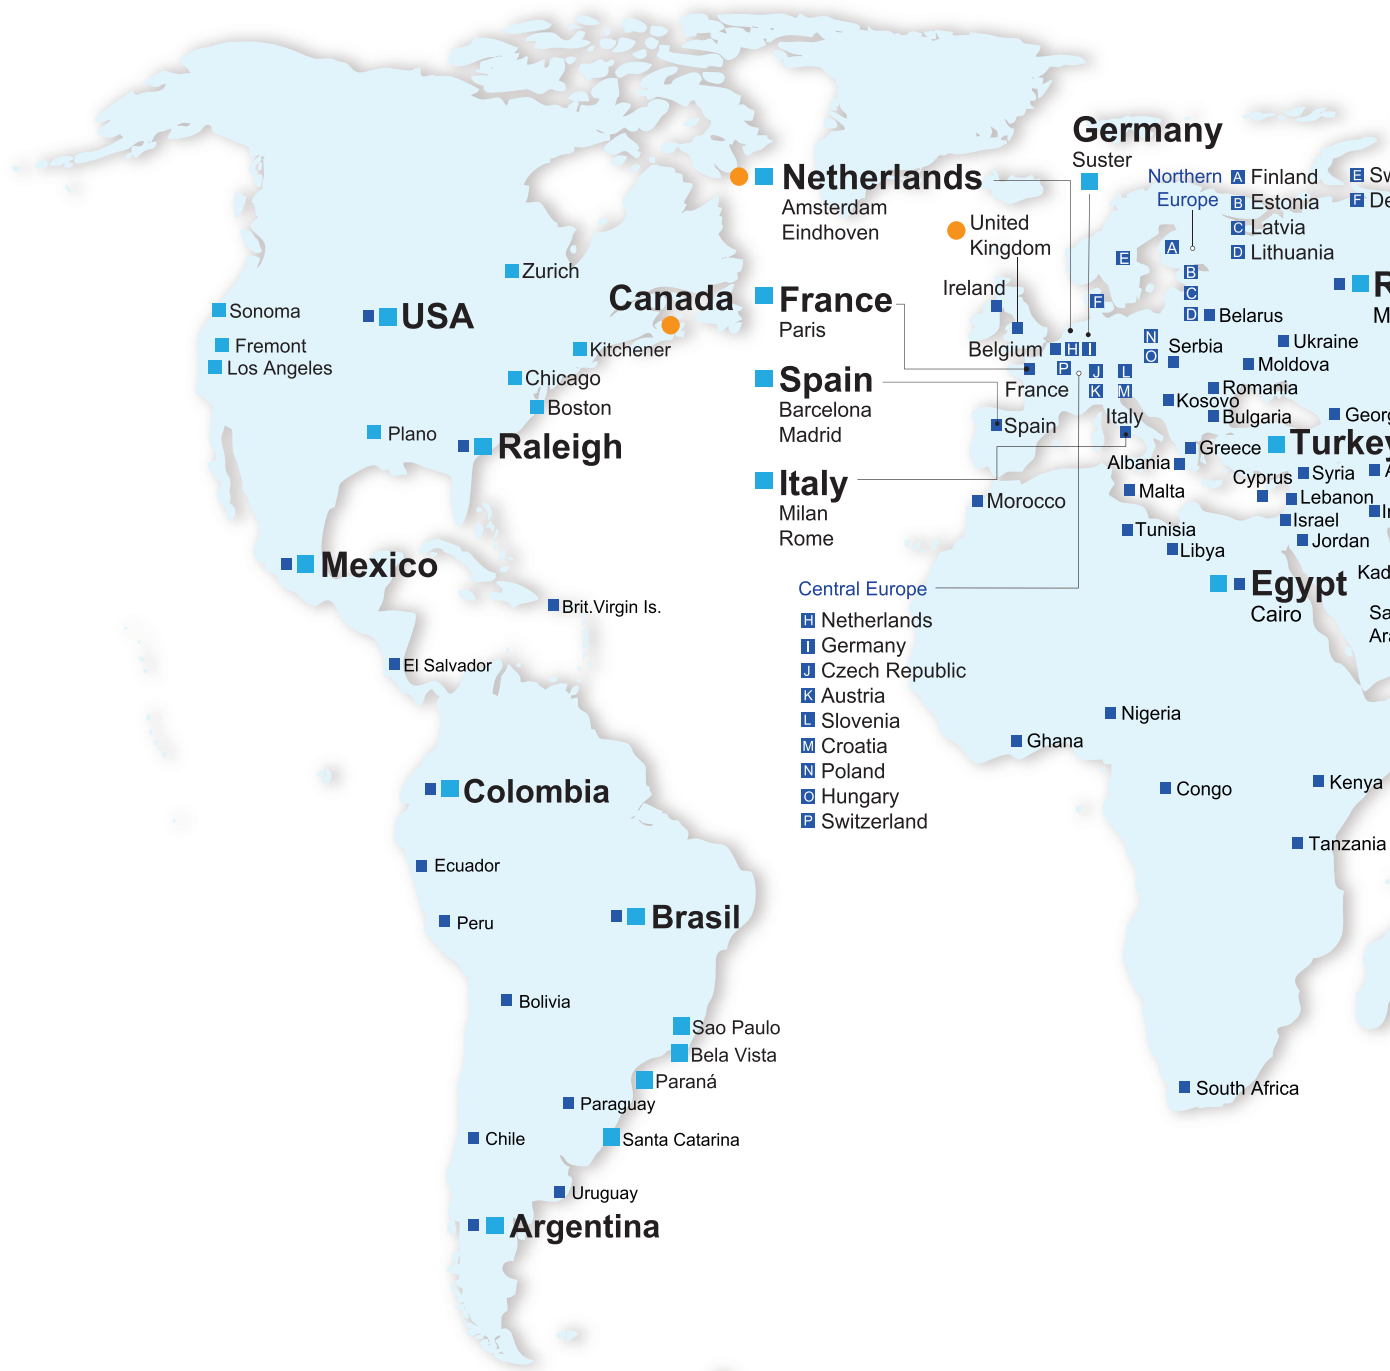 Germany
Suster
Netherlands
Amsterdam
Eindhoven
Northern
Europe
A Finland
B Estonia
C Latvia
D Lithuania
E
F
United
Kingdom
Zurich
Canada
France
Paris
Ireland
Sonoma
USA
Fremont
Los Angeles
Kitchener
Chicago
Boston
Plano
Raleigh
Spain
Barcelona
Madrid
Italy
Milan
Rome
E
A
B
C
D
F
N
O
H
I
P
J
K
L
M
Belarus
Ukraine
Serbia
Moldova
Belgium
France
Romania
Kosovo
Bulgaria
Italy
Spain
Greece
Albania
Malta
Cyprus
Syria
Lebanon
Israel
Jordan
Morocco
Tunisia
Libya
Egypt
Cairo
Mexico
Brit.Virgin Is.
El Salvador
Central Europe
H Netherlands
I Germany
J Czech Republic
K Austria
L Slovenia
M Croatia
N Poland
O Hungary
P Switzerland
Nigeria
Ghana
Congo
Kenya
Tanzania
South Africa
Colombia
Ecuador
Peru
Brasil
Bolivia
Sao Paulo
Bela Vista
Paraná
Paraguay
Chile
Santa Catarina
Uruguay
Argentina